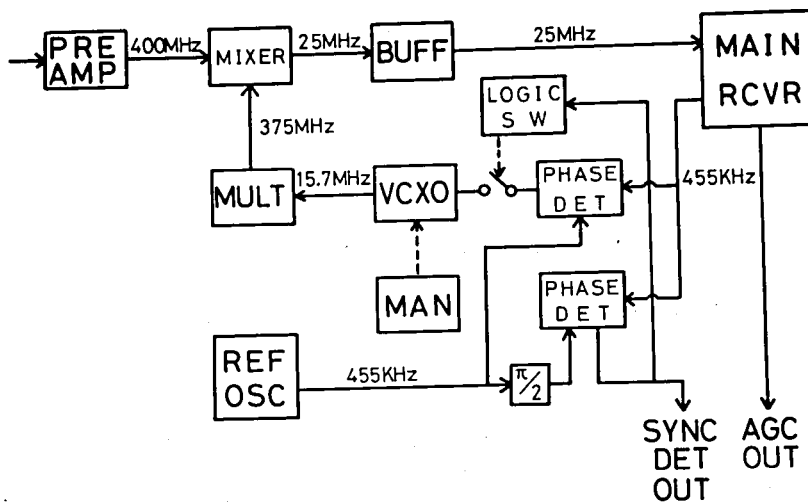 PRE
AMP
400MHz
MIXER
25MHz
BUFF
25MHz
MAIN
RCVR
LOGIC
SW
375MHz
MULT
15.7MHz
VCXO
PHASE
DET
455KHz
MAN
PHASE
DET
REF
OSC
455KHz
π/2
SYNC
DET
OUT
AGC
OUT